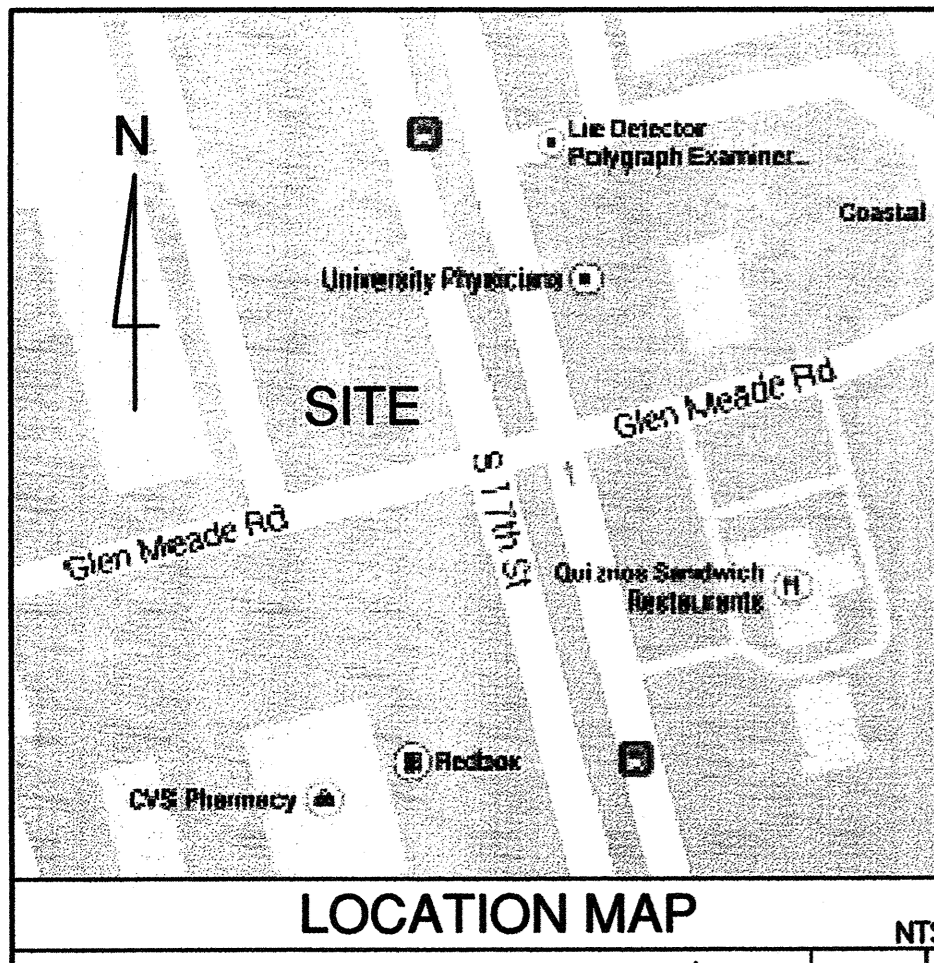 N
Lie Detector
Polygraph Examiner...
Coastal
University Physicians
SITE
Glen Meade Rd
S 17th St
Glen Meade Rd
Quiznos Sandwich
Restaurants
Redbox
CVS Pharmacy
LOCATION MAP
NTS